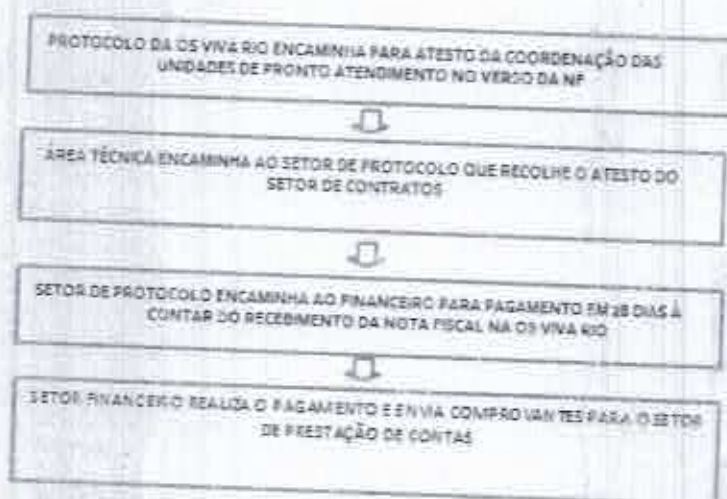 PROTOCOLO DA OS VIVA RIO ENCAMINHA PARA ATESTO DA COORDENAÇÃO DAS
UNIDADES DE PRONTO ATENDIMENTO NO VERSO DA NF
ÁREA TÉCNICA ENCAMINHA AO SETOR DE PROTOCOLO QUE RECOLHE O ATESTO DO
SETOR DE CONTRATOS
SETOR DE PROTOCOLO ENCAMINHA AO FINANCEIRO PARA PAGAMENTO EM 28 DIAS À
CONTAR DO RECEBIMENTO DA NOTA FISCAL NA OS VIVA RIO
SETOR FINANCEIRO REALIZA O PAGAMENTO E ENVIA COMPROVANTES PARA O SETOR
DE PRESTAÇÃO DE CONTAS